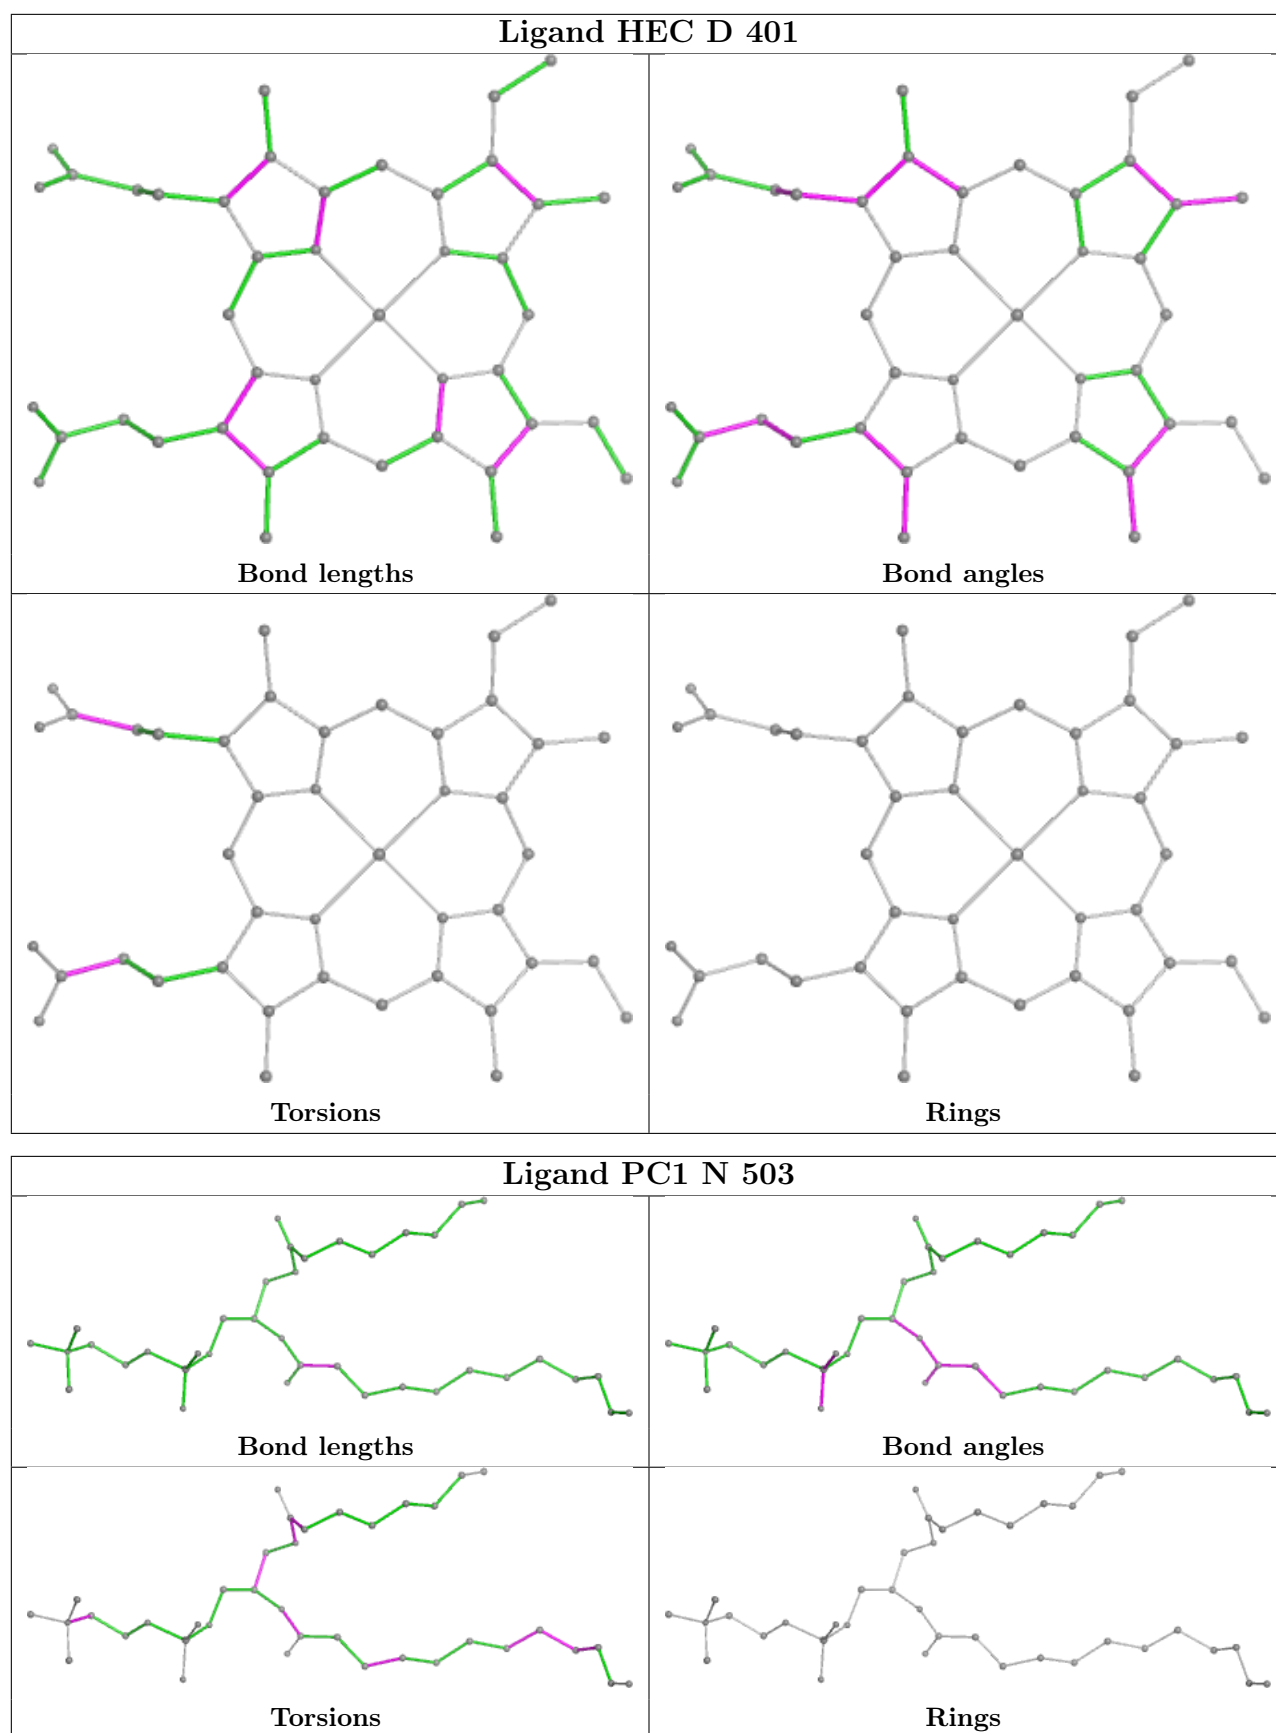 Ligand HEC D 401
Bond lengths
Bond angles
Torsions
Rings
Ligand PC1 N 503
Bond lengths
Bond angles
Torsions
Rings